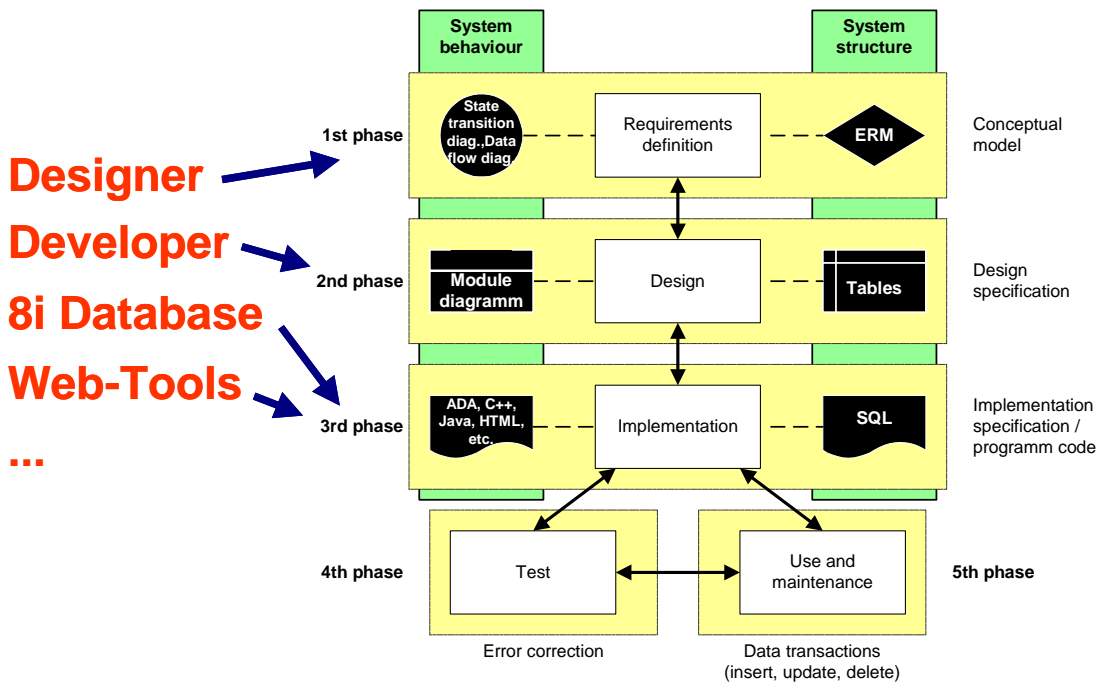 System
behaviour
System
structure
1st phase
State
transition
diag.,Data
flow diag.
Requirements
definition
ERM
Conceptual
model
Designer
Developer
8i Database
Web-Tools
...
2nd phase
Module
diagramm
Design
Tables
Design
specification
3rd phase
ADA, C++,
Java, HTML,
etc.
Implementation
SQL
Implementation
specification /
programm code
4th phase
Test
Use and
maintenance
5th phase
Error correction
Data transactions
(insert, update, delete)